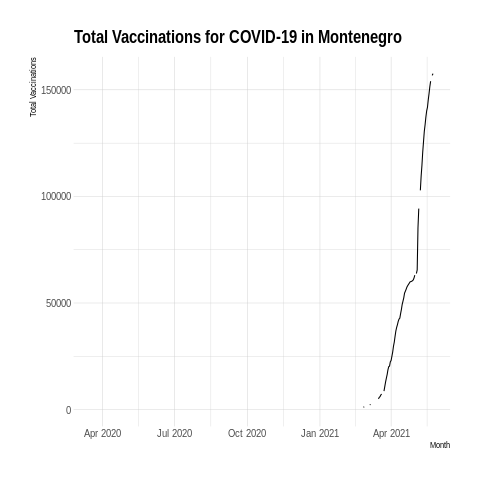 Total Vaccinations for COVID-19 in Montenegro
Total Vaccinations
150000
100000
50000
0
Apr 2020 Jul 2020 Oct 2020 Jan 2021 Apr 2021
Month